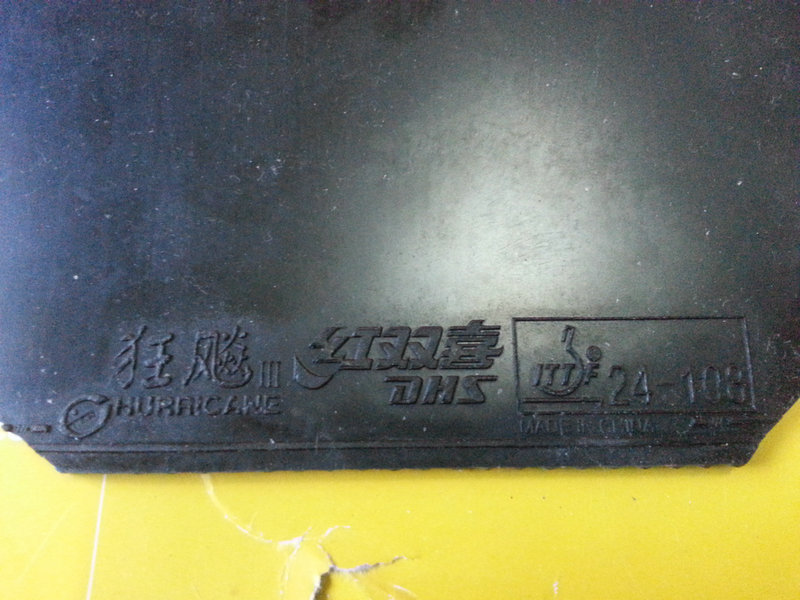 狂飚III 红双喜 ITTF 24-108
HURRICANE DHS
MADE IN CHINA